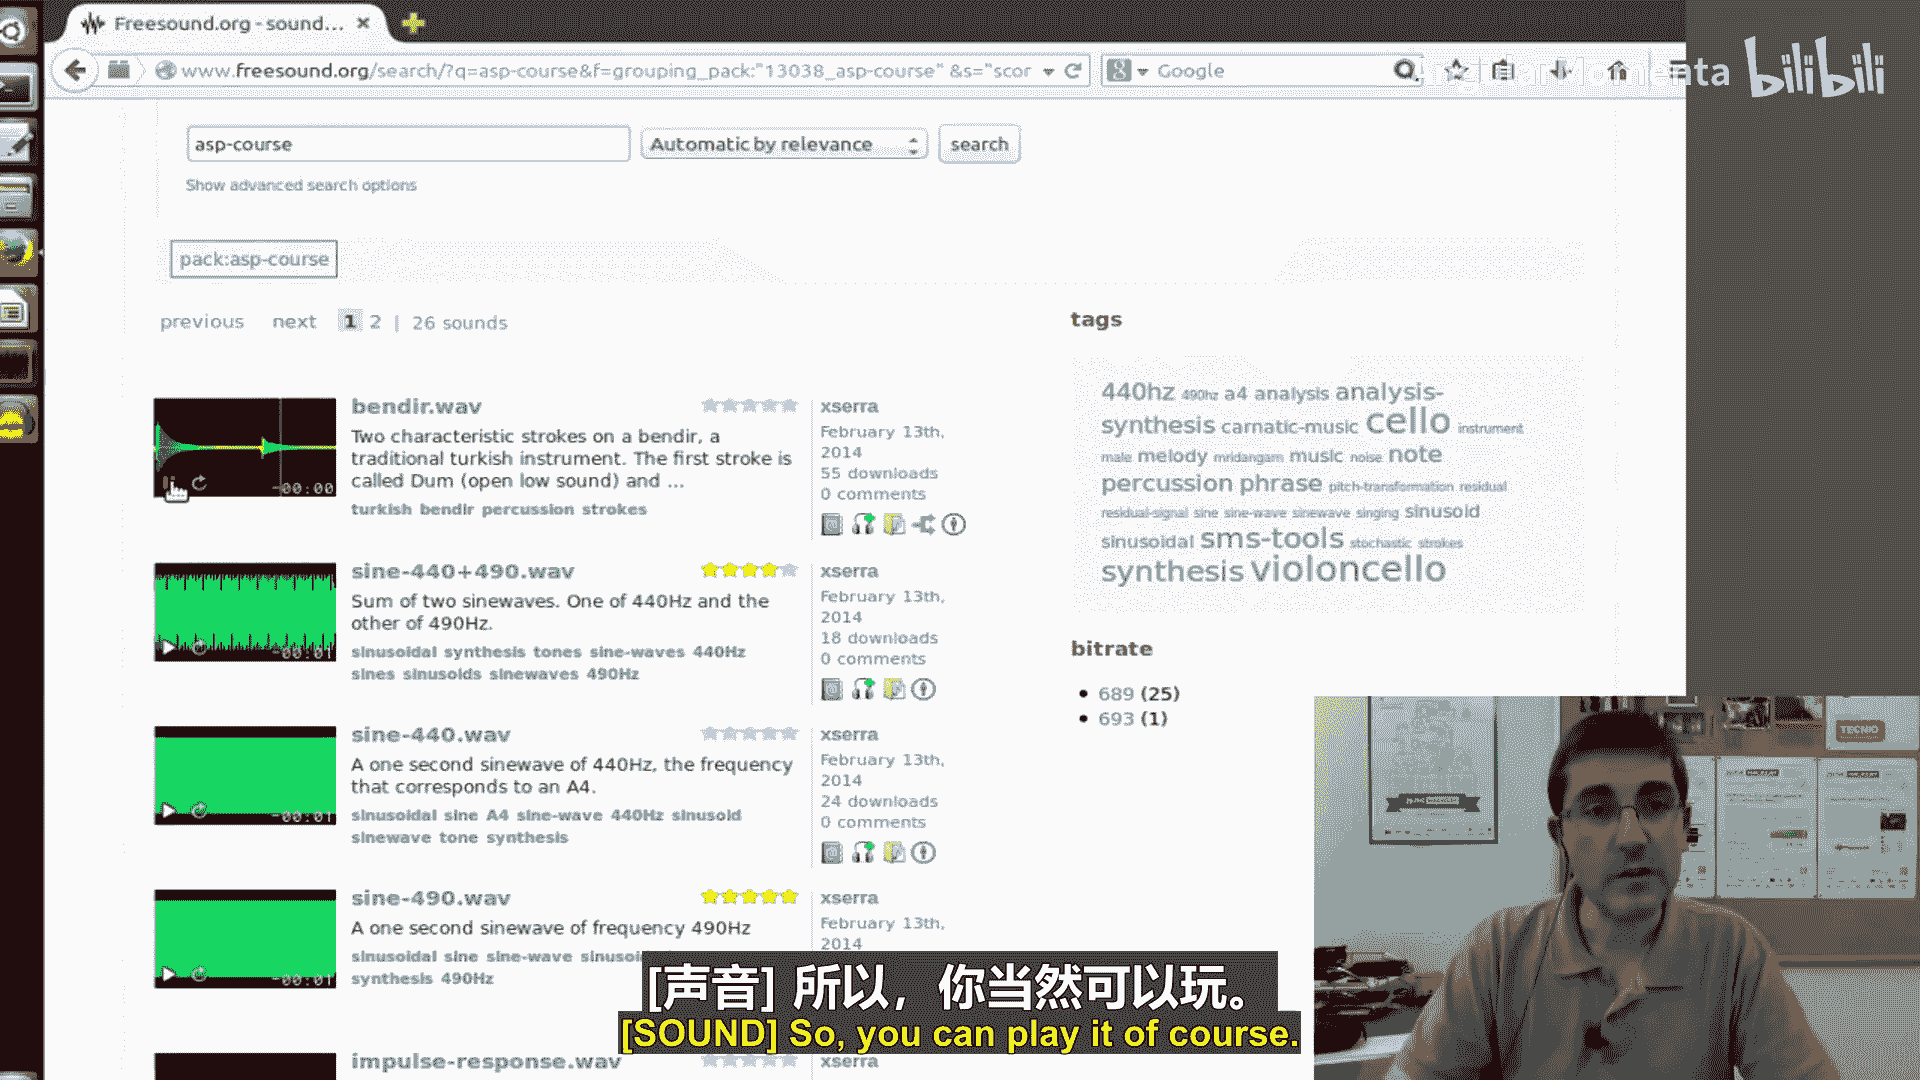 Freesound.org - sound...
www.freesound.org/search/?q=asp-course&f=grouping_pack:"13038_asp-course" &s="scor
Google
bilibili
asp-course
Automatic by relevance
search
Show advanced search options
pack:asp-course
previous next 1 2 | 26 sounds
bendir.wav
Two characteristic strokes on a bendir, a
traditional turkish instrument. The first stroke is
called Dum (open low sound) and ...
turkish bendir percussion strokes
-00:00
xserra
February 13th,
2014
55 downloads
0 comments
sine-440+490.wav
Sum of two sinewaves. One of 440Hz and the
other of 490Hz.
sinusoidal synthesis tones sine-waves 440Hz
sines sinusoids sinewaves 490Hz
-00:01
xserra
February 13th,
2014
18 downloads
0 comments
sine-440.wav
A one second sinewave of 440Hz, the frequency
that corresponds to an A4.
sinusoidal sine A4 sine-wave 440Hz sinusoid
sinewave tone synthesis
-00:01
xserra
February 13th,
2014
24 downloads
0 comments
sine-490.wav
A one second sinewave of frequency 490Hz
sinusoidal sine sine-wave
synthesis 490Hz
-00:01
xserra
February 13th,
2014
impulse-response.wav
xserra
tags
440hz 490hz a4 analysis analysis-
synthesis carnatic-music cello instrument
male melody mridangam music noise note
percussion phrase pitch-transformation residual
residual-signal sine sine-wave sinewave singing sinusoid
sinusoidal sms-tools stochastic strokes
synthesis violoncello
bitrate
689 (25)
693 (1)
TECNIO
[声音] 所以，你当然可以玩。
[SOUND] So, you can play it of course.